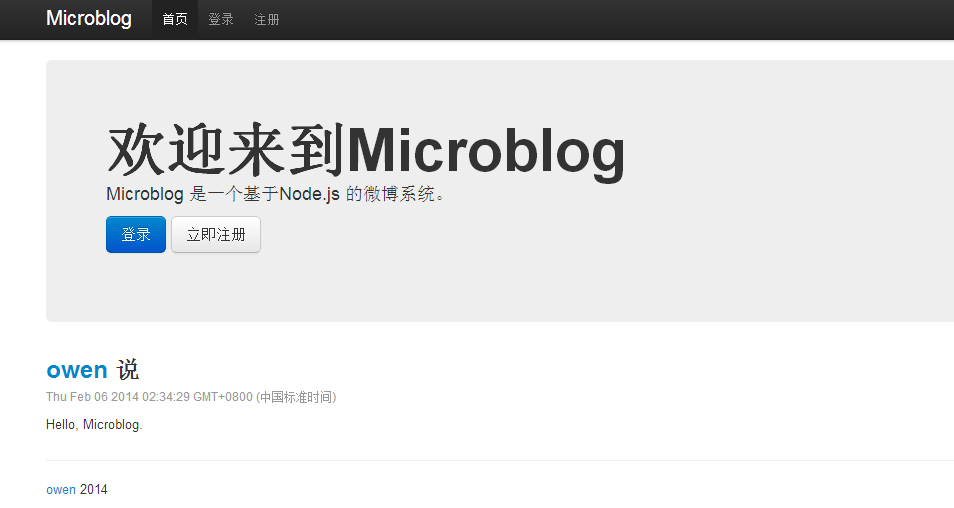 Microblog 首页 登录 注册
欢迎来到Microblog
Microblog 是一个基于Node.js 的微博系统。
登录 立即注册
owen 说
Thu Feb 06 2014 02:34:29 GMT+0800 (中国标准时间)
Hello, Microblog.
owen 2014